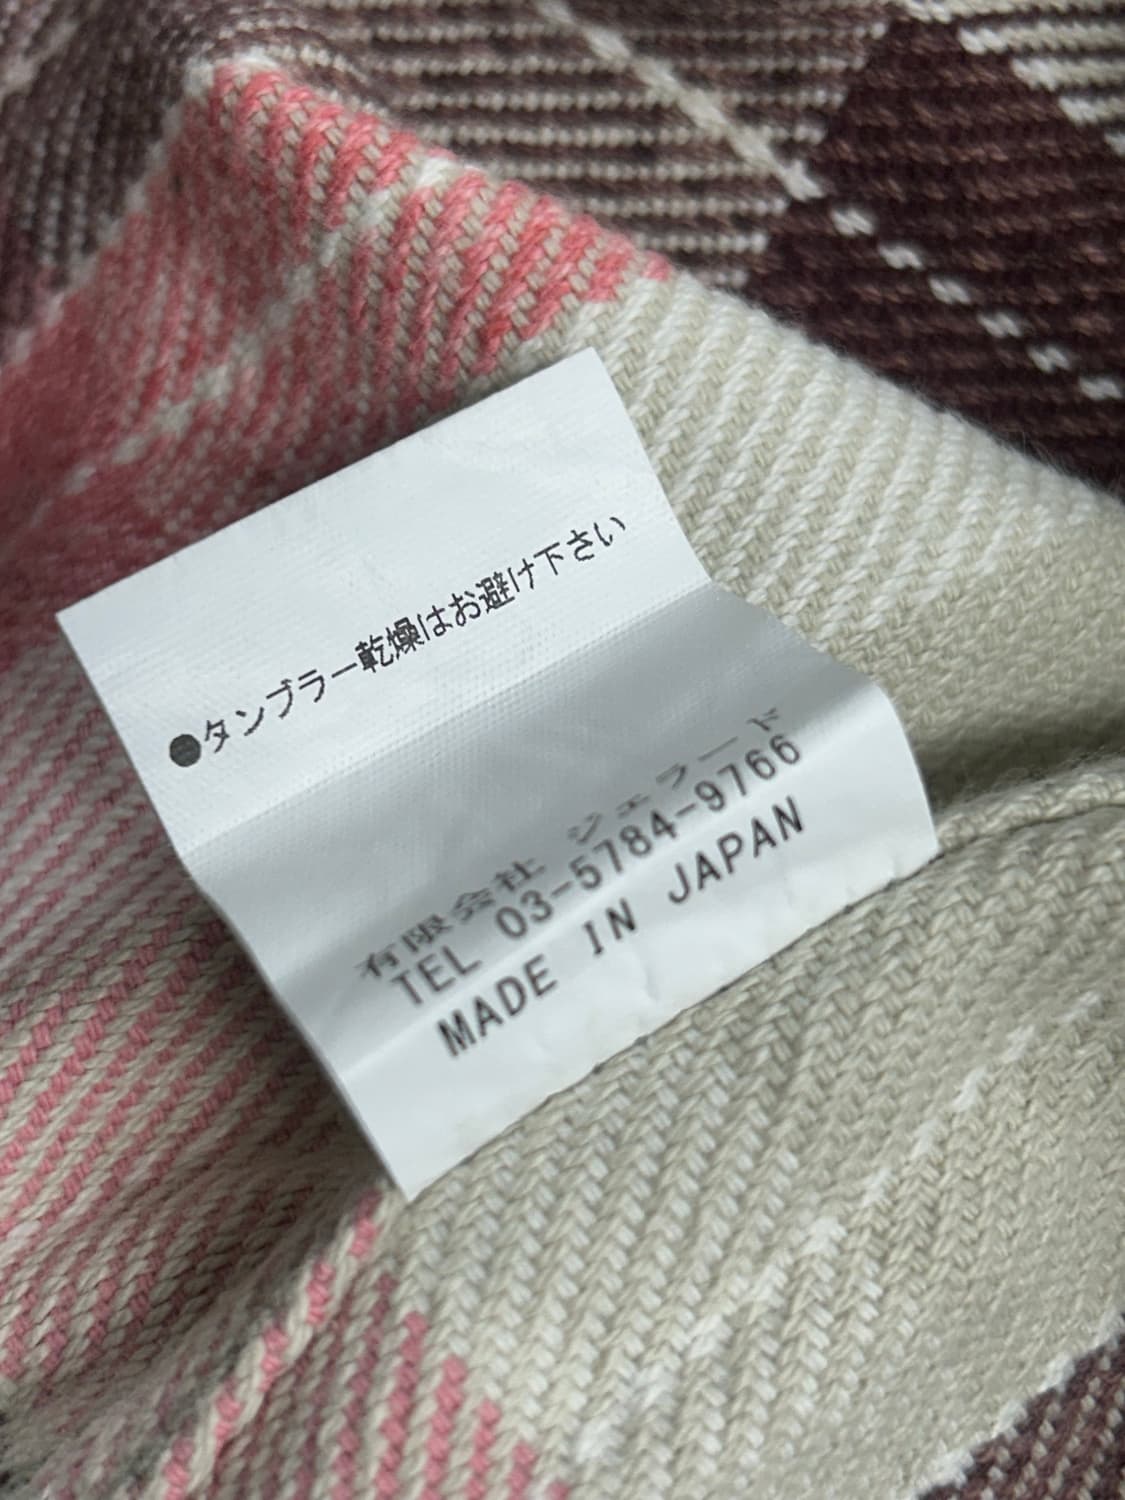 ●タンブラー乾燥はお避け下さい
有限会社 ジェラード
TEL 03-5784-9766
MADE IN JAPAN